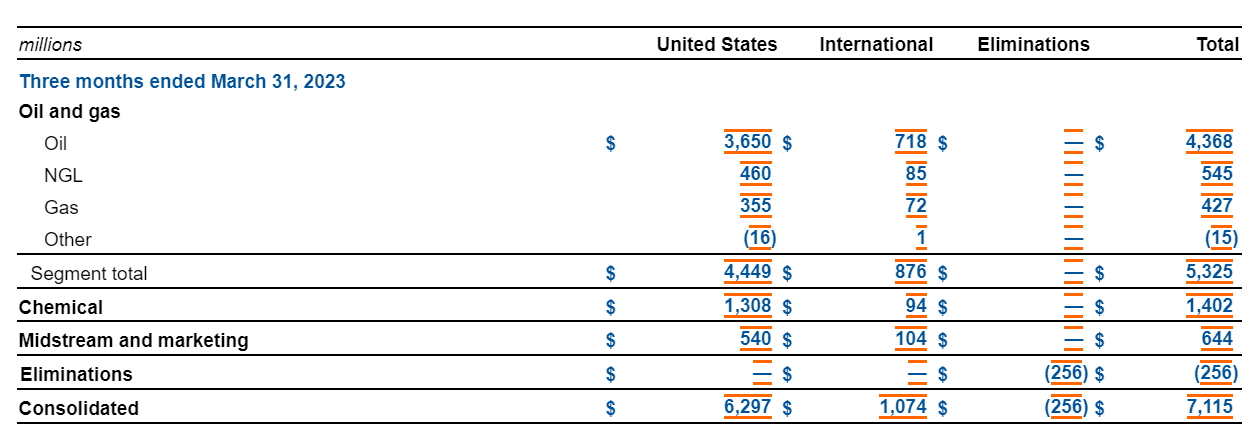 millions United States International Eliminations Total
Three months ended March 31, 2023
Oil and gas
Oil $ 3,650 $ 718 $ — $ 4,368
NGL 460 85 — 545
Gas 355 72 — 427
Other (16) 1 — (15)
Segment total $ 4,449 $ 876 $ — $ 5,325
Chemical $ 1,308 $ 94 $ — $ 1,402
Midstream and marketing $ 540 $ 104 $ — $ 644
Eliminations $ — $ — $ (256) $ (256)
Consolidated $ 6,297 $ 1,074 $ (256) $ 7,115